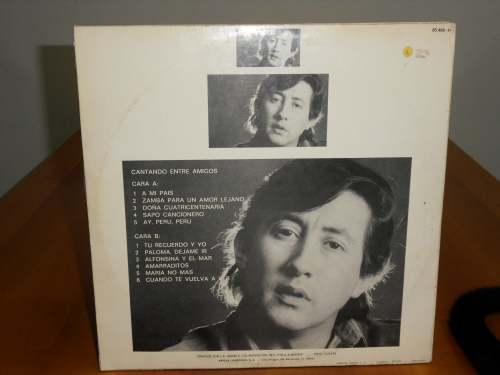 CANTANDO ENTRE AMIGOS
CARA A:
1 A MI PAIS
2 ZAMBA PARA UN AMOR LEJANO
3 DOÑA CUATRICENTENARIA
4 SAPO CANCIONERO
5 AY, PERU, PERU
CARA B:
1 TU RECUERDO Y YO
2 PALOMA, DEJAME IR
3 ALFONSINA Y EL MAR
4 AMARRADITOS
5 MARIA NO MAS
6 CUANDO TE VUELVA A